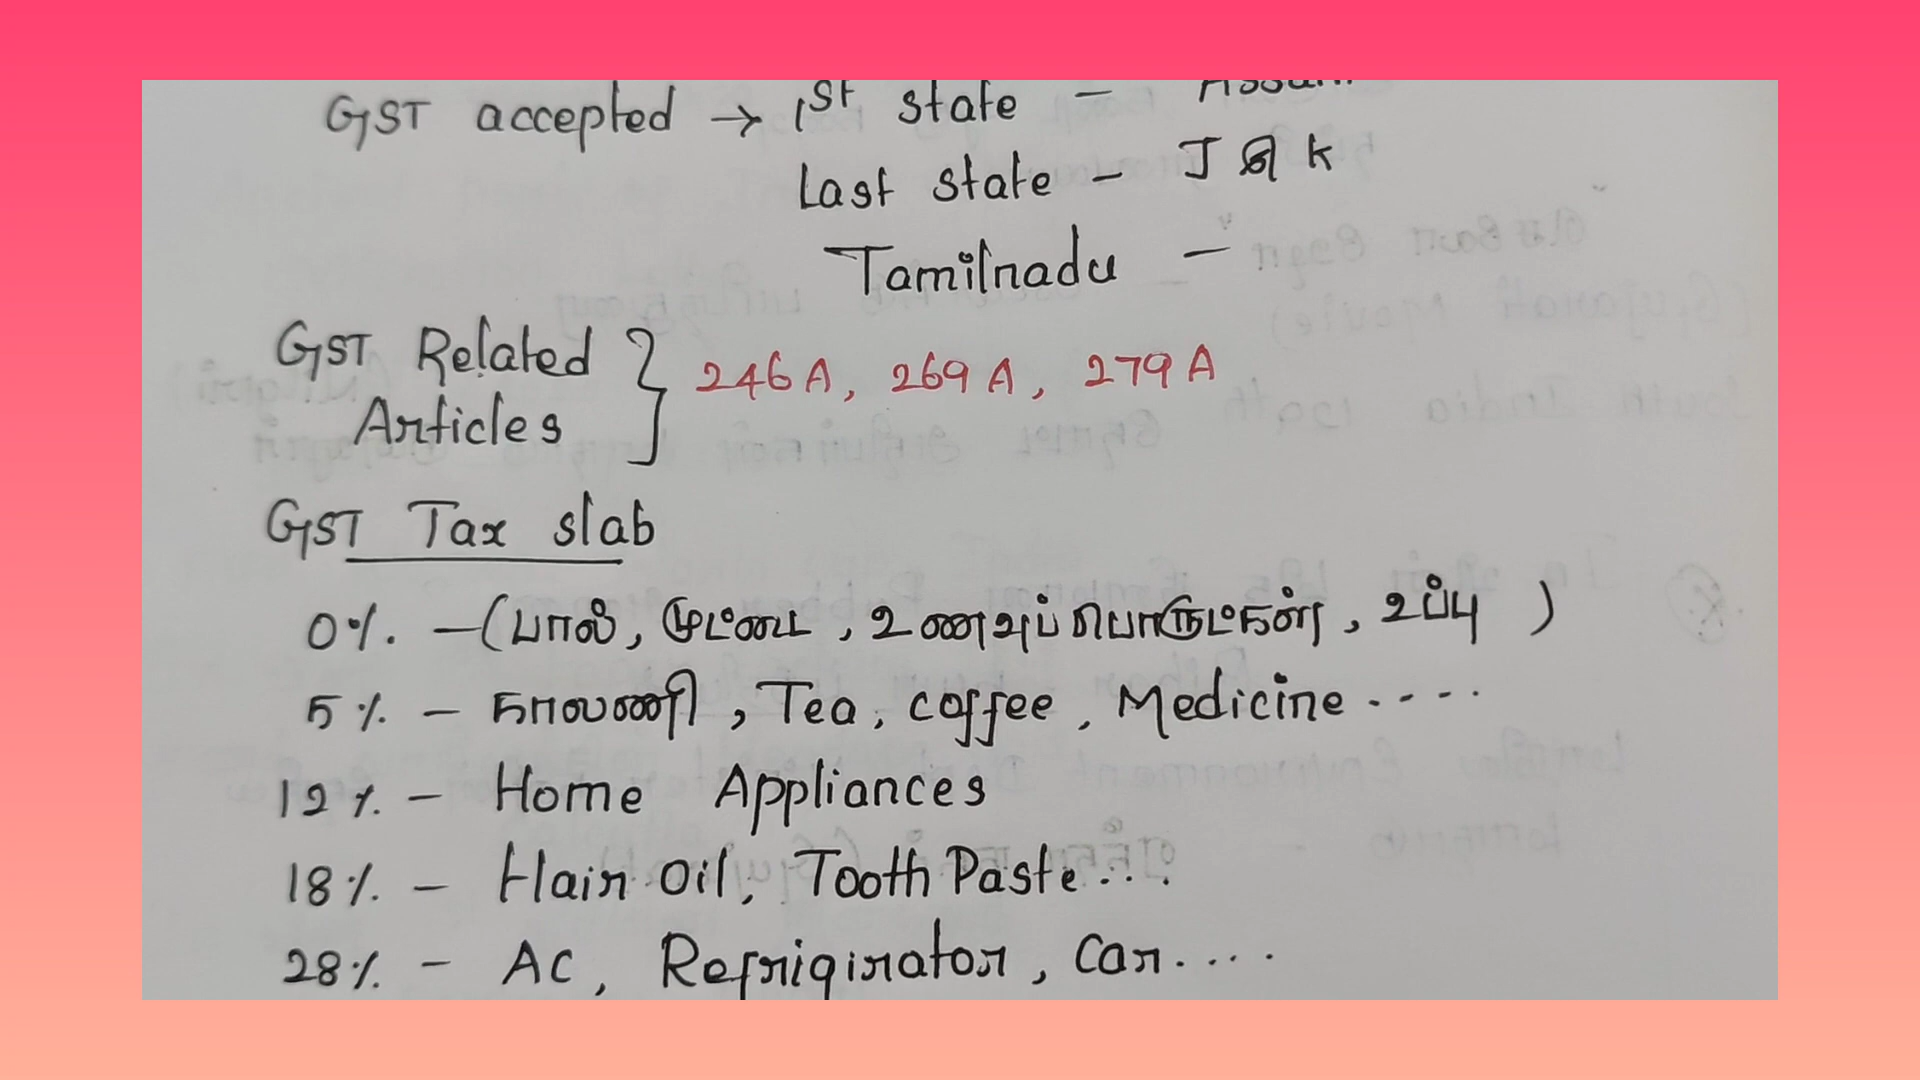 GST accepted → 1st state - Assam
Last state - J & K
Tamilnadu -
GST Related Articles } 246A, 269A, 279A
GST Tax slab
0% - (பால், முட்டை, உணவுப்பொருட்கள், உப்பு )
5% - காலணி, Tea, coffee, Medicine ....
12% - Home Appliances
18% - Hair oil, Tooth Paste...
28% - AC, Refrigirator, Car....